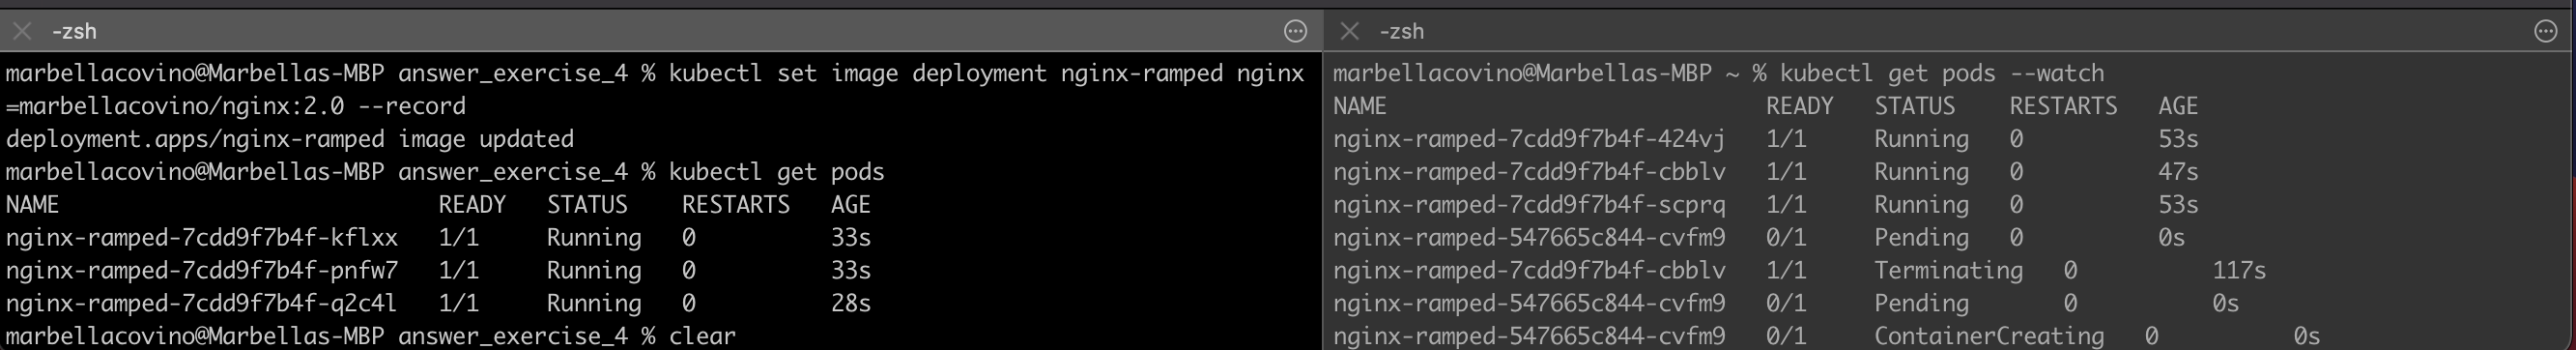 -zsh
marbellacovino@Marbellas-MBP answer_exercise_4 % kubectl set image deployment nginx-ramped nginx
=marbellacovino/nginx:2.0 --record
deployment.apps/nginx-ramped image updated
marbellacovino@Marbellas-MBP answer_exercise_4 % kubectl get pods
NAME READY STATUS RESTARTS AGE
nginx-ramped-7cdd9f7b4f-kflxx 1/1 Running 0 33s
nginx-ramped-7cdd9f7b4f-pnfw7 1/1 Running 0 33s
nginx-ramped-7cdd9f7b4f-q2c4l 1/1 Running 0 28s
marbellacovino@Marbellas-MBP answer_exercise_4 % clear
-zsh
marbellacovino@Marbellas-MBP ~ % kubectl get pods --watch
NAME READY STATUS RESTARTS AGE
nginx-ramped-7cdd9f7b4f-424vj 1/1 Running 0 53s
nginx-ramped-7cdd9f7b4f-cbblv 1/1 Running 0 47s
nginx-ramped-7cdd9f7b4f-scprq 1/1 Running 0 53s
nginx-ramped-547665c844-cvfm9 0/1 Pending 0 0s
nginx-ramped-7cdd9f7b4f-cbblv 1/1 Terminating 0 117s
nginx-ramped-547665c844-cvfm9 0/1 Pending 0 0s
nginx-ramped-547665c844-cvfm9 0/1 ContainerCreating 0 0s